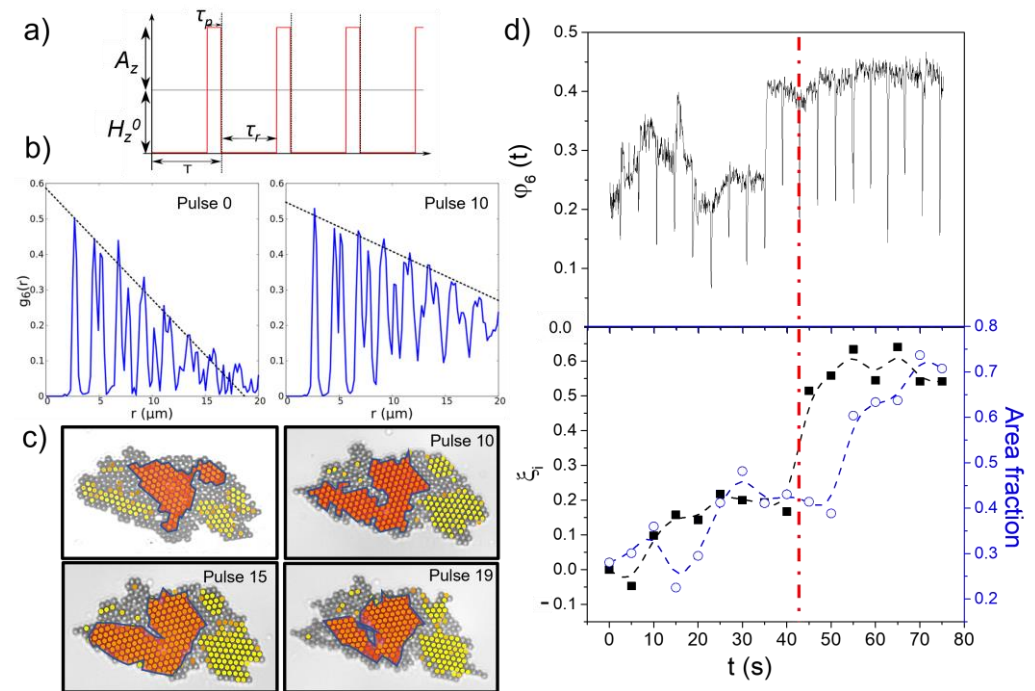 a)
τp
Az
Hz0
τr
T
b)
0.6
0.5
0.4
0.3
0.2
0.1
0
g6(r)
Pulse 0
0 5 10 15 20
r (μm)
Pulse 10
0 5 10 15 20
r (μm)
c)
Pulse 10
Pulse 15
Pulse 19
d)
0.5
0.4
0.3
0.2
0.0
φ6 (t)
0.6
0.5
0.4
0.3
0.2
0.1
0.0
-0.1
ξi
0.8
0.7
0.6
0.5
0.4
0.3
0.2
Area fraction
0 10 20 30 40 50 60 70 80
t (s)